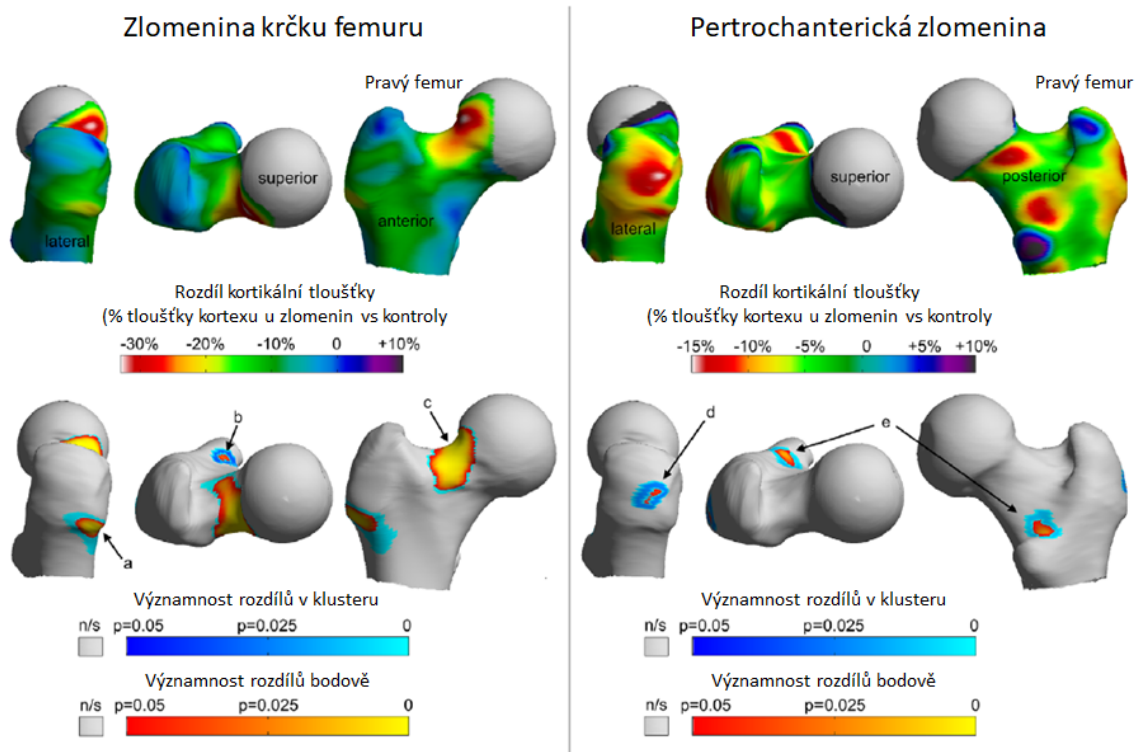 Zlomenina krčku femuru
Pravý femur
superior
anterior
lateral
Rozdíl kortikální tloušťky
(% tloušťky kortexu u zlomenin vs kontroly
-30% -20% -10% 0 +10%
b
c
a
Významnost rozdílů v klusteru
n/s p=0.05 p=0.025 0
Významnost rozdílů bodově
n/s p=0.05 p=0.025 0
Pertrochanterická zlomenina
Pravý femur
superior
posterior
lateral
Rozdíl kortikální tloušťky
(% tloušťky kortexu u zlomenin vs kontroly
-15% -10% -5% 0 +5% +10%
d
e
Významnost rozdílů v klusteru
n/s p=0.05 p=0.025 0
Významnost rozdílů bodově
n/s p=0.05 p=0.025 0